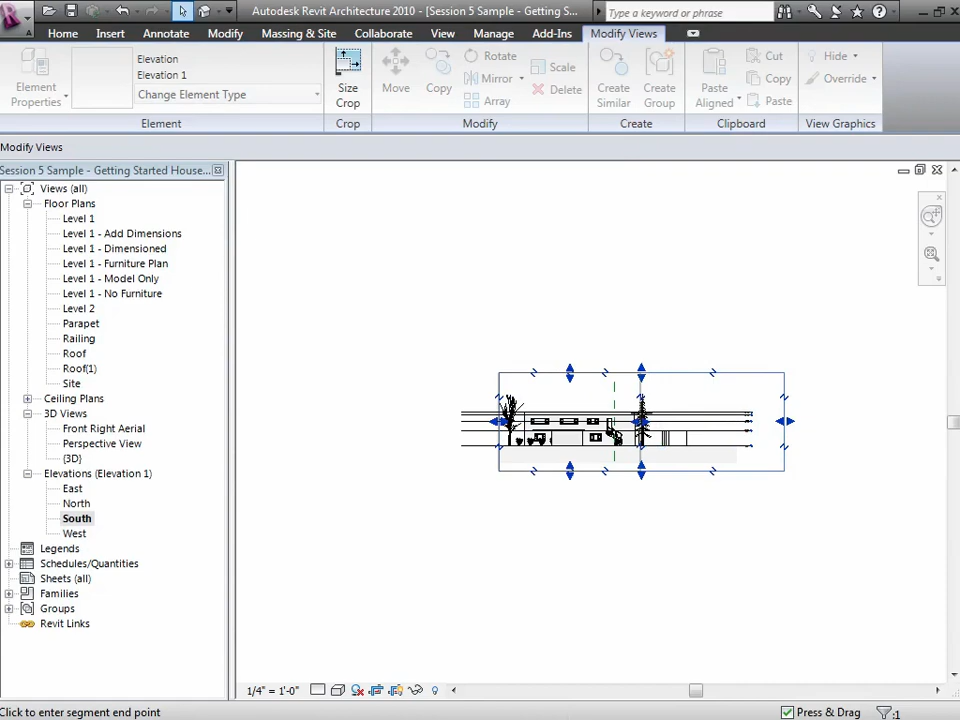 Autodesk Revit Architecture 2010 - [Session 5 Sample - Getting S...
Type a keyword or phrase
Home Insert Annotate Modify Massing & Site Collaborate View Manage Add-Ins Modify Views
Element
Properties
Elevation
Elevation 1
Change Element Type
Size
Crop
Move
Copy
Rotate
Mirror
Array
Scale
Delete
Create
Similar
Create
Group
Paste
Aligned
Cut
Copy
Paste
Hide
Override
Element Crop Modify Create Clipboard View Graphics
Modify Views
Session 5 Sample - Getting Started House...
Views (all)
Floor Plans
Level 1
Level 1 - Add Dimensions
Level 1 - Dimensioned
Level 1 - Furniture Plan
Level 1 - Model Only
Level 1 - No Furniture
Level 2
Parapet
Railing
Roof
Roof(1)
Site
Ceiling Plans
3D Views
Front Right Aerial
Perspective View
{3D}
Elevations (Elevation 1)
East
North
South
West
Legends
Schedules/Quantities
Sheets (all)
Families
Groups
Revit Links
1/4" = 1'-0"
Click to enter segment end point
Press & Drag
:1